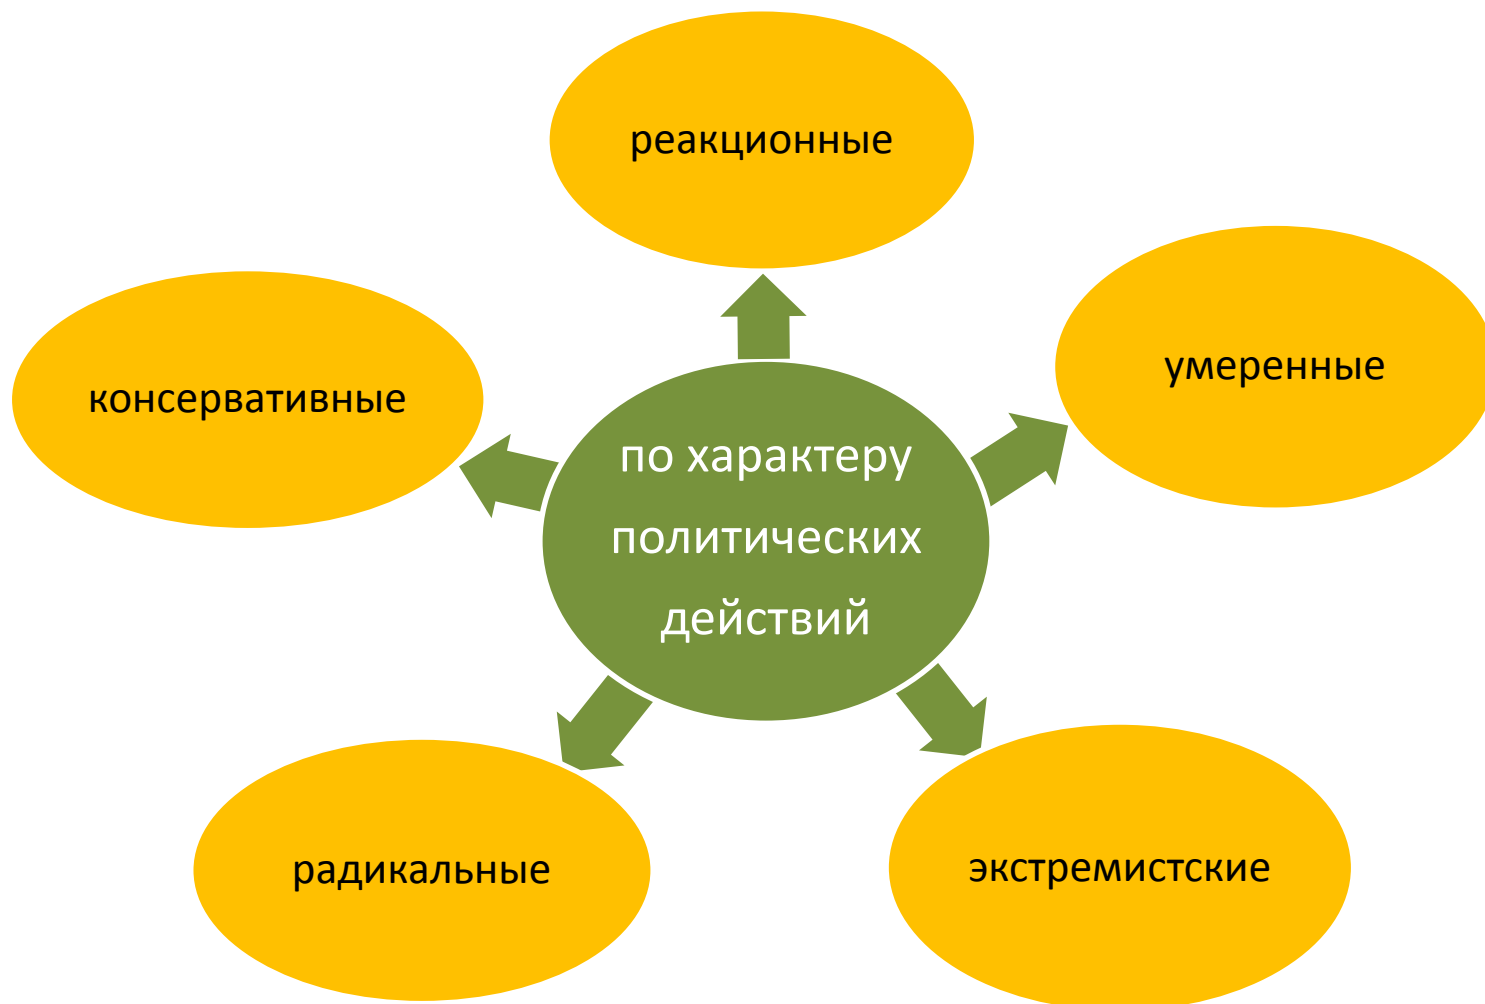 реакционные
умеренные
консервативные
по характеру
политических
действий
радикальные
экстремистские